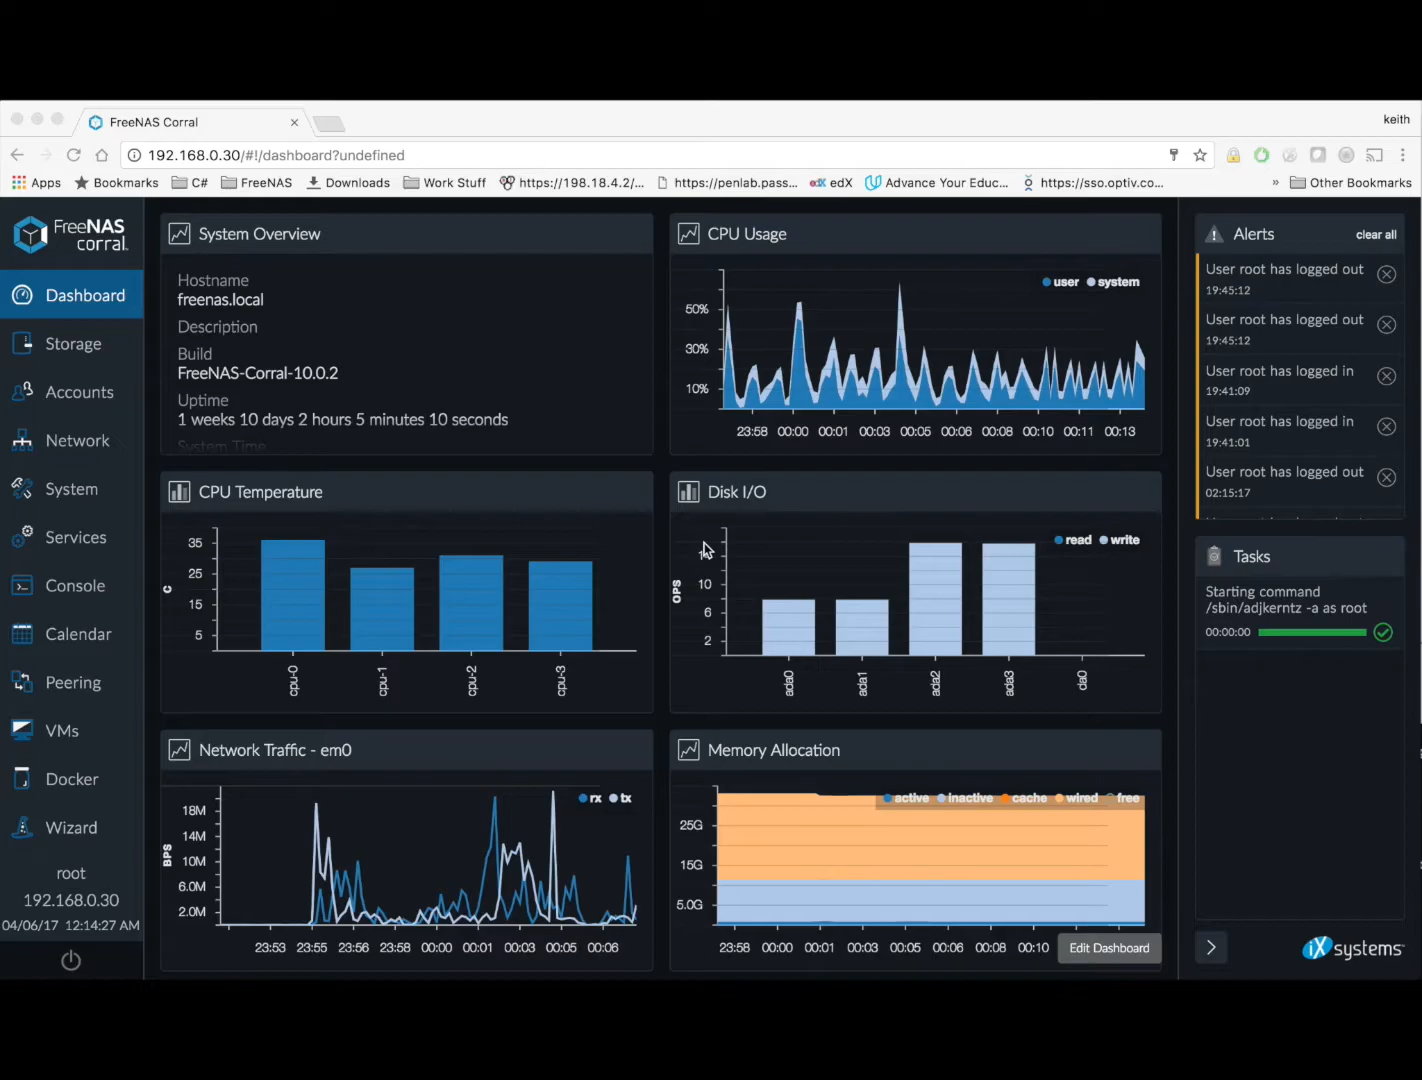 FreeNAS Corral
keith
192.168.0.30/#!/dashboard?undefined
Apps
Bookmarks
C#
FreeNAS
Downloads
Work Stuff
https://198.18.4.2/...
https://penlab.pass...
edX
edX
Advance Your Educ...
https://sso.optiv.co...
»
Other Bookmarks
FreeNAS
corral
Dashboard
Storage
Accounts
Network
System
Services
Console
Calendar
Peering
VMs
Docker
Wizard
root
192.168.0.30
04/06/17 12:14:27 AM
System Overview
Hostname
freenas.local
Description
Build
FreeNAS-Corral-10.0.2
Uptime
1 weeks 10 days 2 hours 5 minutes 10 seconds
System Time
CPU Usage
user system
50%
30%
10%
23:58 00:00 00:01 00:03 00:05 00:06 00:08 00:10 00:11 00:13
CPU Temperature
C
35
25
15
5
cpu-0 cpu-1 cpu-2 cpu-3
Disk I/O
read write
OPS
10
6
2
ada0 ada1 ada2 ada3 da0
Network Traffic - em0
rx tx
BPS
18M
14M
10M
6.0M
2.0M
23:53 23:55 23:56 23:58 00:00 00:01 00:03 00:05 00:06
Memory Allocation
active inactive cache wired free
25G
15G
5.0G
23:58 00:00 00:01 00:03 00:05 00:06 00:08 00:10
Edit Dashboard
Alerts
clear all
User root has logged out
19:45:12
User root has logged out
19:45:12
User root has logged in
19:41:09
User root has logged in
19:41:01
User root has logged out
02:15:17
Tasks
Starting command
/sbin/adjkerntz -a as root
00:00:00
iXsystems